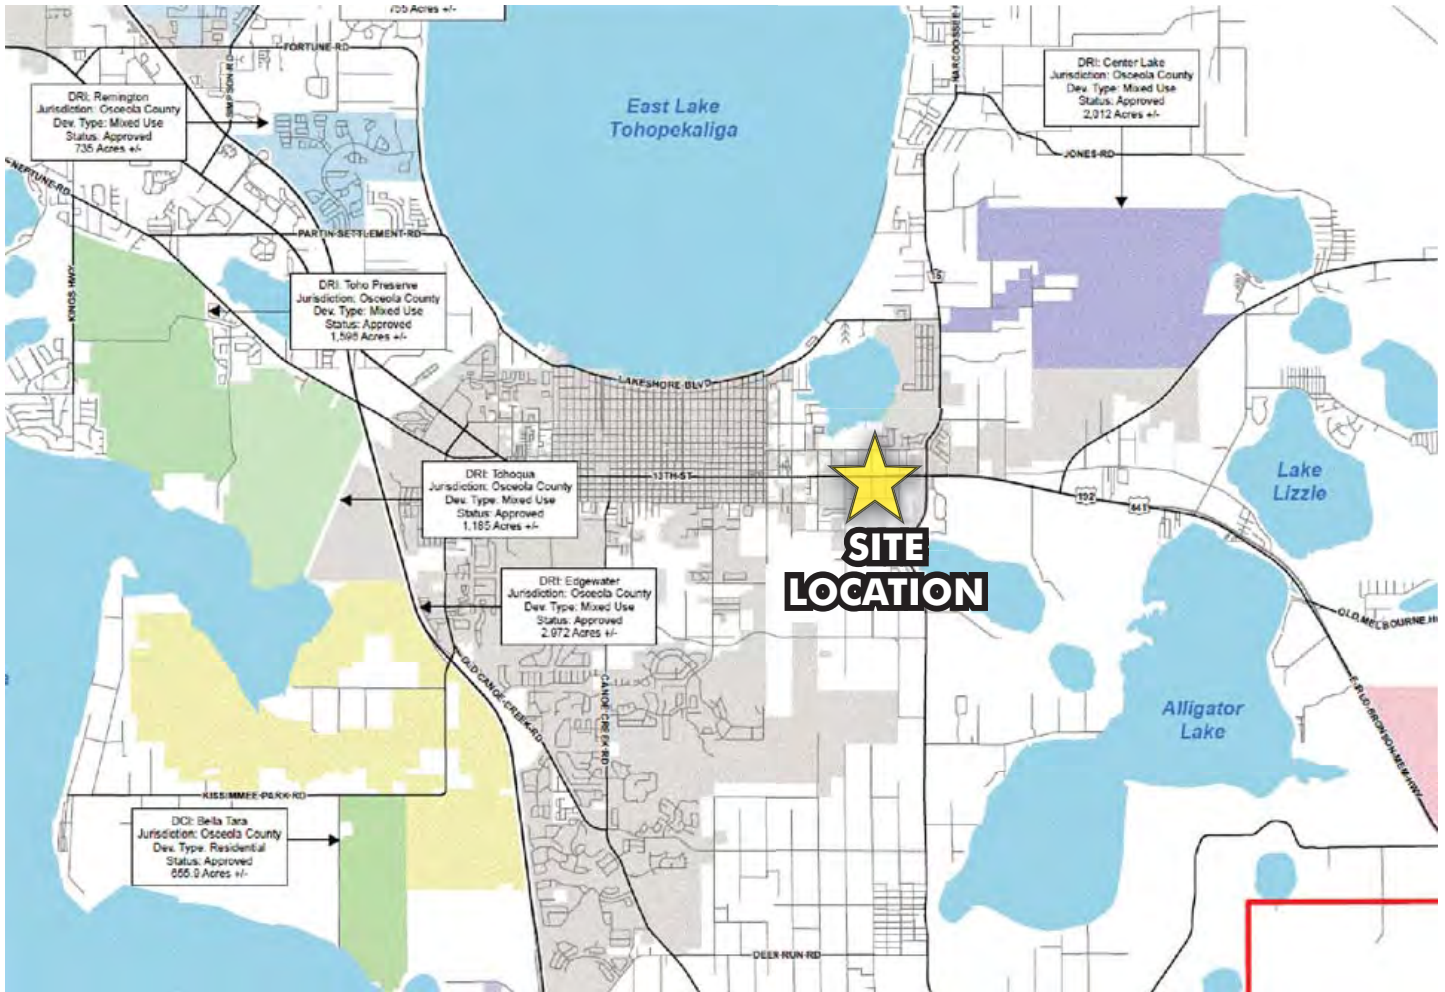 755 Acres +/-
FORTUNE-RD
SIMPSON-RD
NARCOOSSEE-R
DRI: Remington
Jurisdiction: Osceola County
Dev. Type: Mixed Use
Status: Approved
735 Acres +/-
East Lake
Tohopekaliga
DRI: Center Lake
Jurisdiction: Osceola County
Dev. Type: Mixed Use
Status: Approved
2,012 Acres +/-
JONES-RD
NEPTUNE-RD
PARTIN-SETTLEMENT-RD
KINGS-HWY
15
DRI: Toho Preserve
Jurisdiction: Osceola County
Dev. Type: Mixed Use
Status: Approved
1,595 Acres +/-
LAKESHORE-BLVD
DRI: Tohoqua
Jurisdiction: Osceola County
Dev. Type: Mixed Use
Status: Approved
1,185 Acres +/-
13TH-ST
192
441
Lake
Lizzie
SITE
LOCATION
DRI: Edgewater
Jurisdiction: Osceola County
Dev. Type: Mixed Use
Status: Approved
2,972 Acres +/-
OLD-MELBOURNE-H
OLD-CANOE-CREEK-RD
CANOE-CREEK-RD
Alligator
Lake
E-IRLO-BRONSON-MEM-HWY
KISSIMMEE-PARK-RD
DCI: Bella Tara
Jurisdiction: Osceola County
Dev. Type: Residential
Status: Approved
655.9 Acres +/-
DEER-RUN-RD